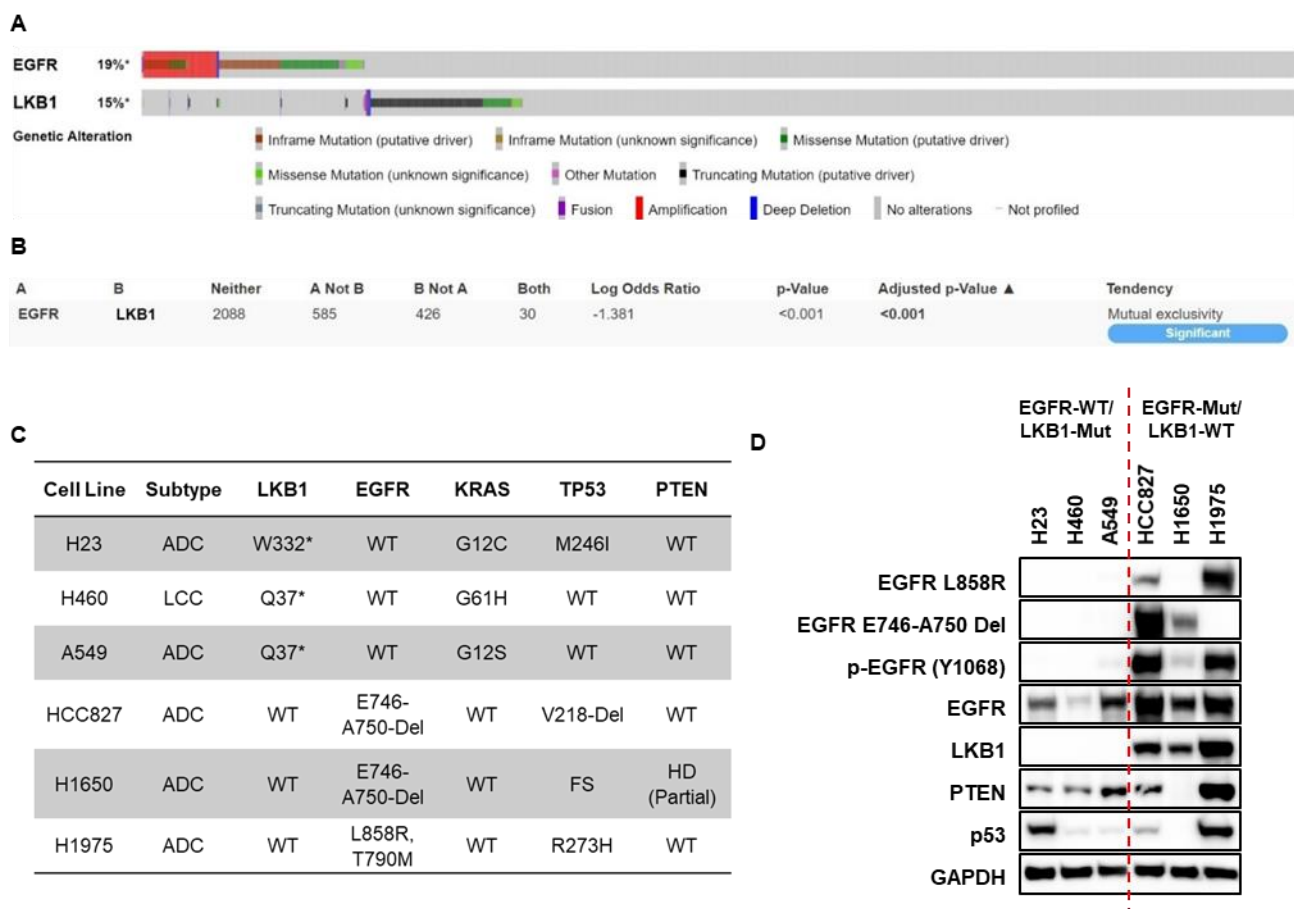 A
EGFR 19%*
LKB1 15%*
Genetic Alteration
Inframe Mutation (putative driver) Inframe Mutation (unknown significance) Missense Mutation (putative driver)
Missense Mutation (unknown significance) Other Mutation Truncating Mutation (putative driver)
Truncating Mutation (unknown significance) Fusion Amplification Deep Deletion No alterations Not profiled
B
A B Neither A Not B B Not A Both Log Odds Ratio p-Value Adjusted p-Value ▲ Tendency
EGFR LKB1 2088 585 426 30 -1.381 <0.001 <0.001 Mutual exclusivity
Significant
C
Cell Line Subtype LKB1 EGFR KRAS TP53 PTEN
H23 ADC W332* WT G12C M246I WT
H460 LCC Q37* WT G61H WT WT
A549 ADC Q37* WT G12S WT WT
HCC827 ADC WT E746-A750-Del WT V218-Del WT
H1650 ADC WT E746-A750-Del WT FS HD (Partial)
H1975 ADC WT L858R, T790M WT R273H WT
D
EGFR-WT/ EGFR-Mut/
LKB1-Mut LKB1-WT
H23 H460 A549 HCC827 H1650 H1975
EGFR L858R
EGFR E746-A750 Del
p-EGFR (Y1068)
EGFR
LKB1
PTEN
p53
GAPDH